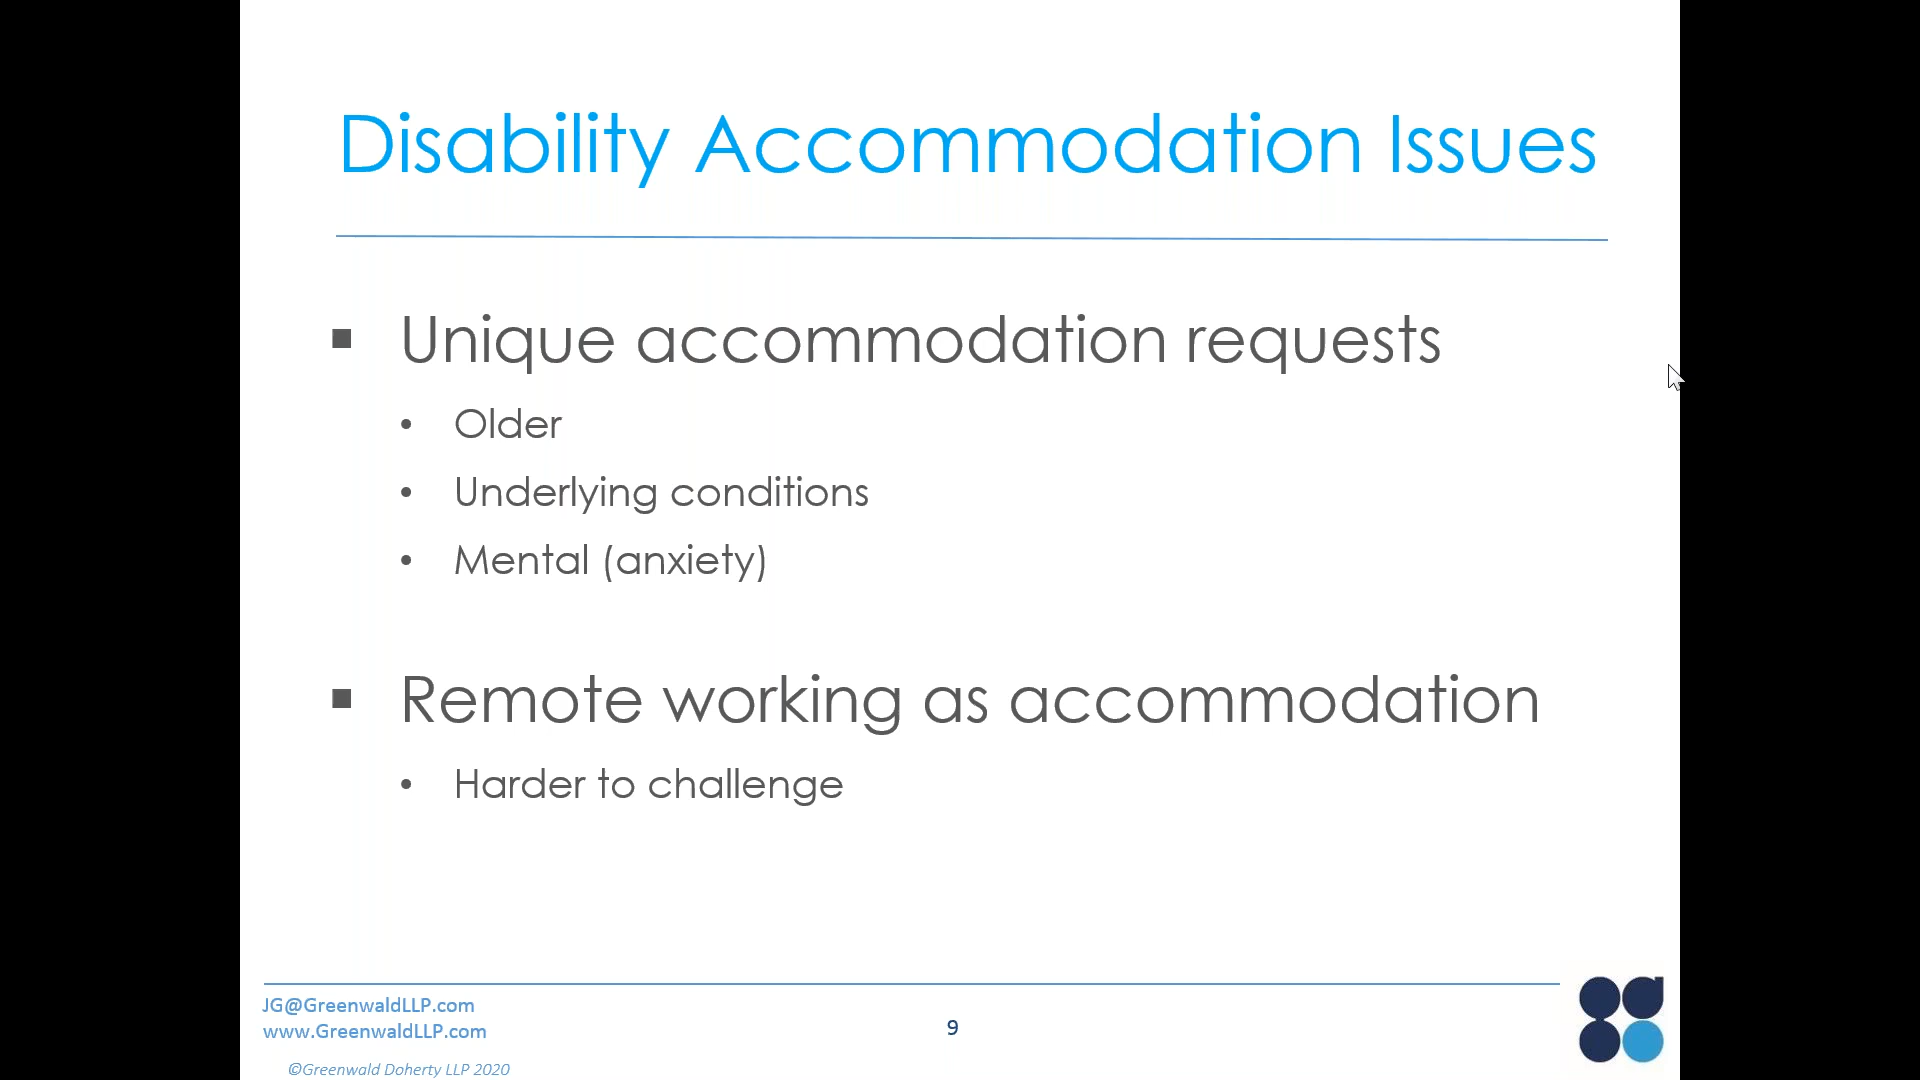 Disability Accommodation Issues
▪ Unique accommodation requests
• Older
• Underlying conditions
• Mental (anxiety)
▪ Remote working as accommodation
• Harder to challenge
JG@GreenwaldLLP.com
www.GreenwaldLLP.com
9
©Greenwald Doherty LLP 2020